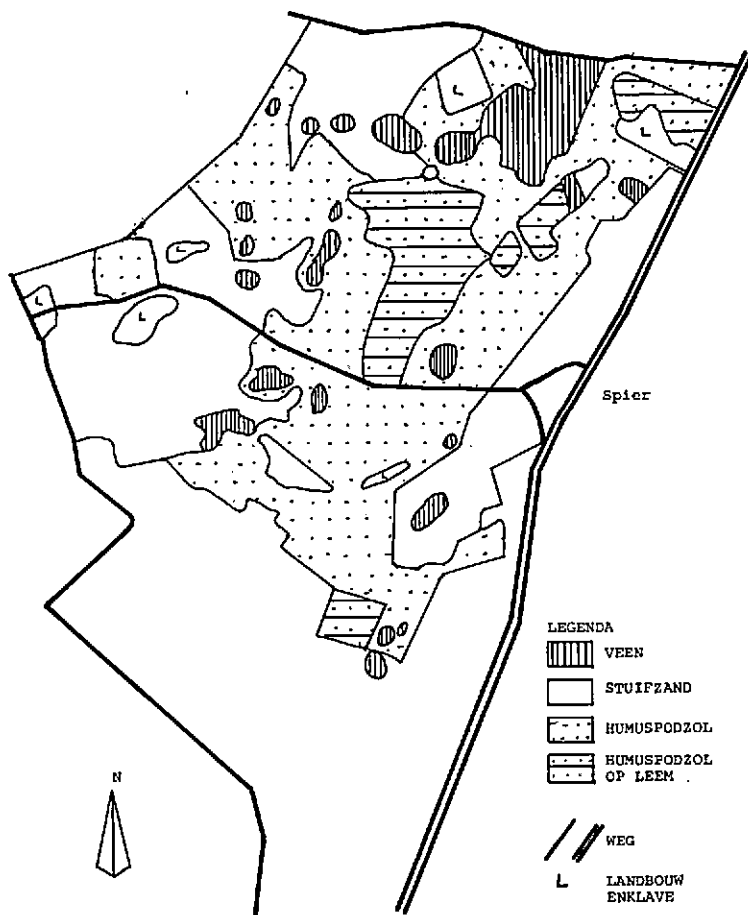 L
L
L
L
L
L
Spier
LEGENDA
VEEN
STUIFZAND
HUMUSPODZOL
HUMUSPODZOL
OP LEEM
N
WEG
L LANDBOUW
ENKLAVE